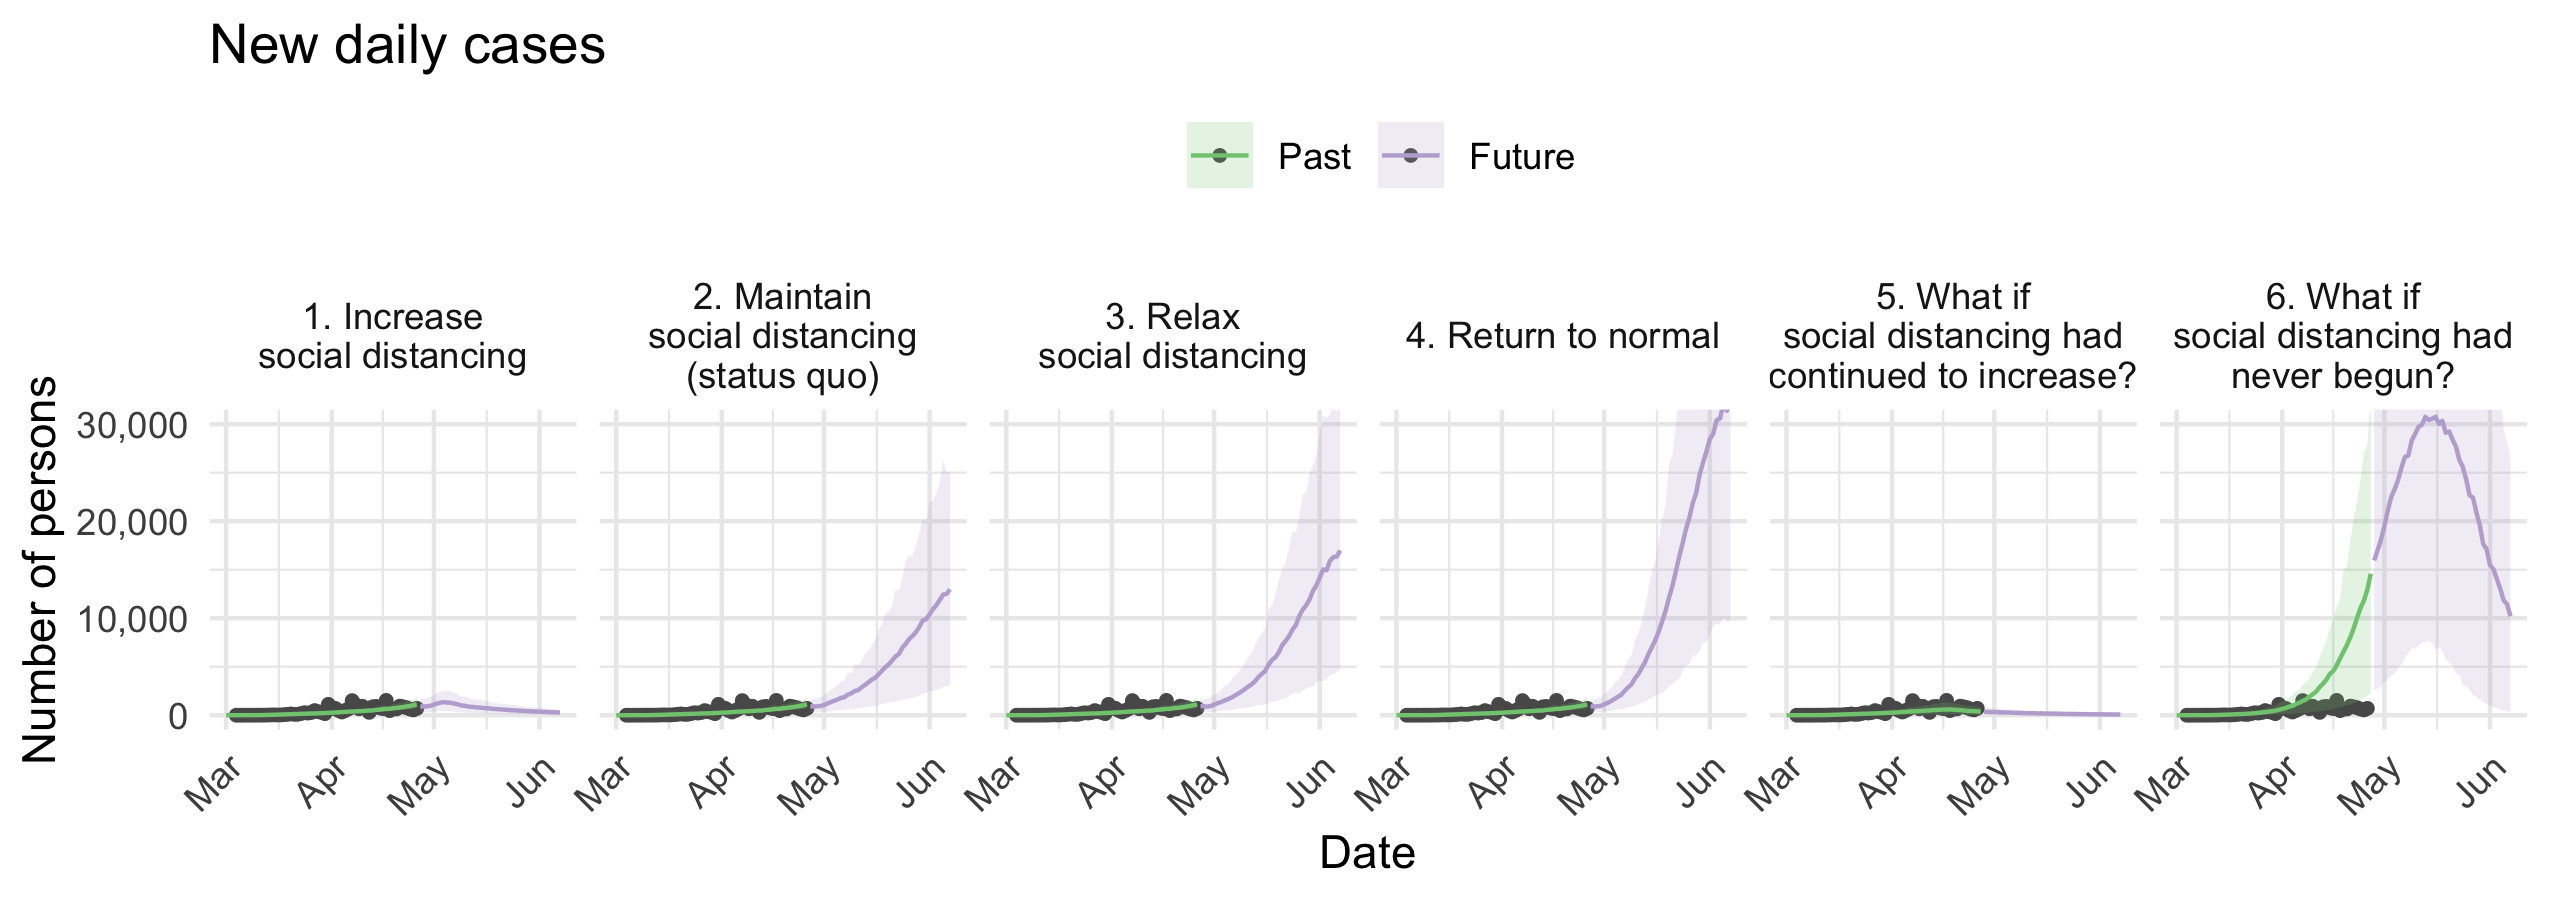 New daily cases
Past
Future
1. Increase
social distancing
2. Maintain
social distancing
(status quo)
3. Relax
social distancing
4. Return to normal
5. What if
social distancing had
continued to increase?
6. What if
social distancing had
never begun?
Number of persons
30,000
20,000
10,000
0
Mar
Apr
May
Jun
Mar
Apr
May
Jun
Mar
Apr
May
Jun
Mar
Apr
May
Jun
Mar
Apr
May
Jun
Mar
Apr
May
Jun
Date